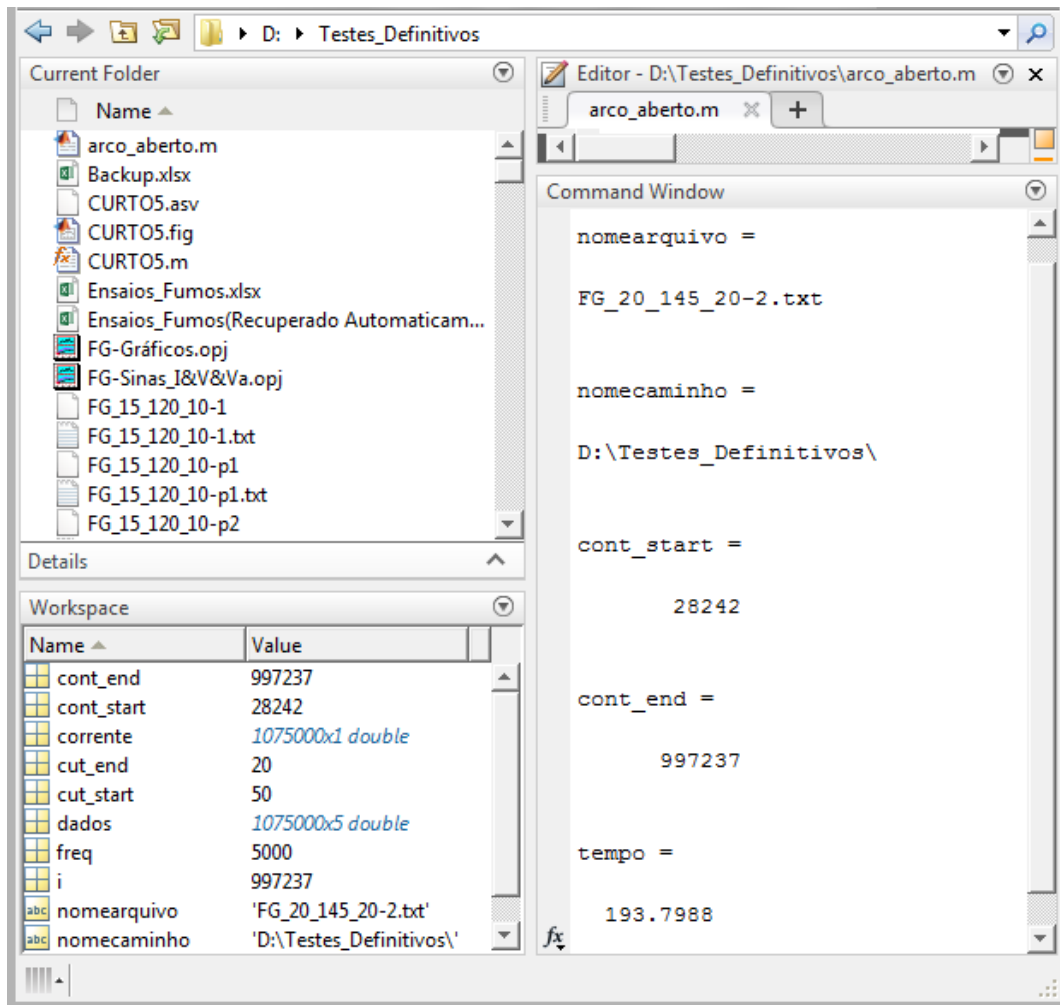 D: Testes_Definitivos
Current Folder
Name
arco_aberto.m
Backup.xlsx
CURTO5.asv
CURTO5.fig
CURTO5.m
Ensaios_Fumos.xlsx
Ensaios_Fumos(Recuperado Automaticam...
FG-Gráficos.opj
FG-Sinas_I&V&Va.opj
FG_15_120_10-1
FG_15_120_10-1.txt
FG_15_120_10-p1
FG_15_120_10-p1.txt
FG_15_120_10-p2
Details
Workspace
Name Value
cont_end 997237
cont_start 28242
corrente 1075000x1 double
cut_end 20
cut_start 50
dados 1075000x5 double
freq 5000
i 997237
abc nomearquivo 'FG_20_145_20-2.txt'
abc nomecaminho 'D:\Testes_Definitivos\'
Editor - D:\Testes_Definitivos\arco_aberto.m
arco_aberto.m +
Command Window
nomearquivo =
FG_20_145_20-2.txt
nomecaminho =
D:\Testes_Definitivos\
cont_start =
28242
cont_end =
997237
tempo =
193.7988
fx